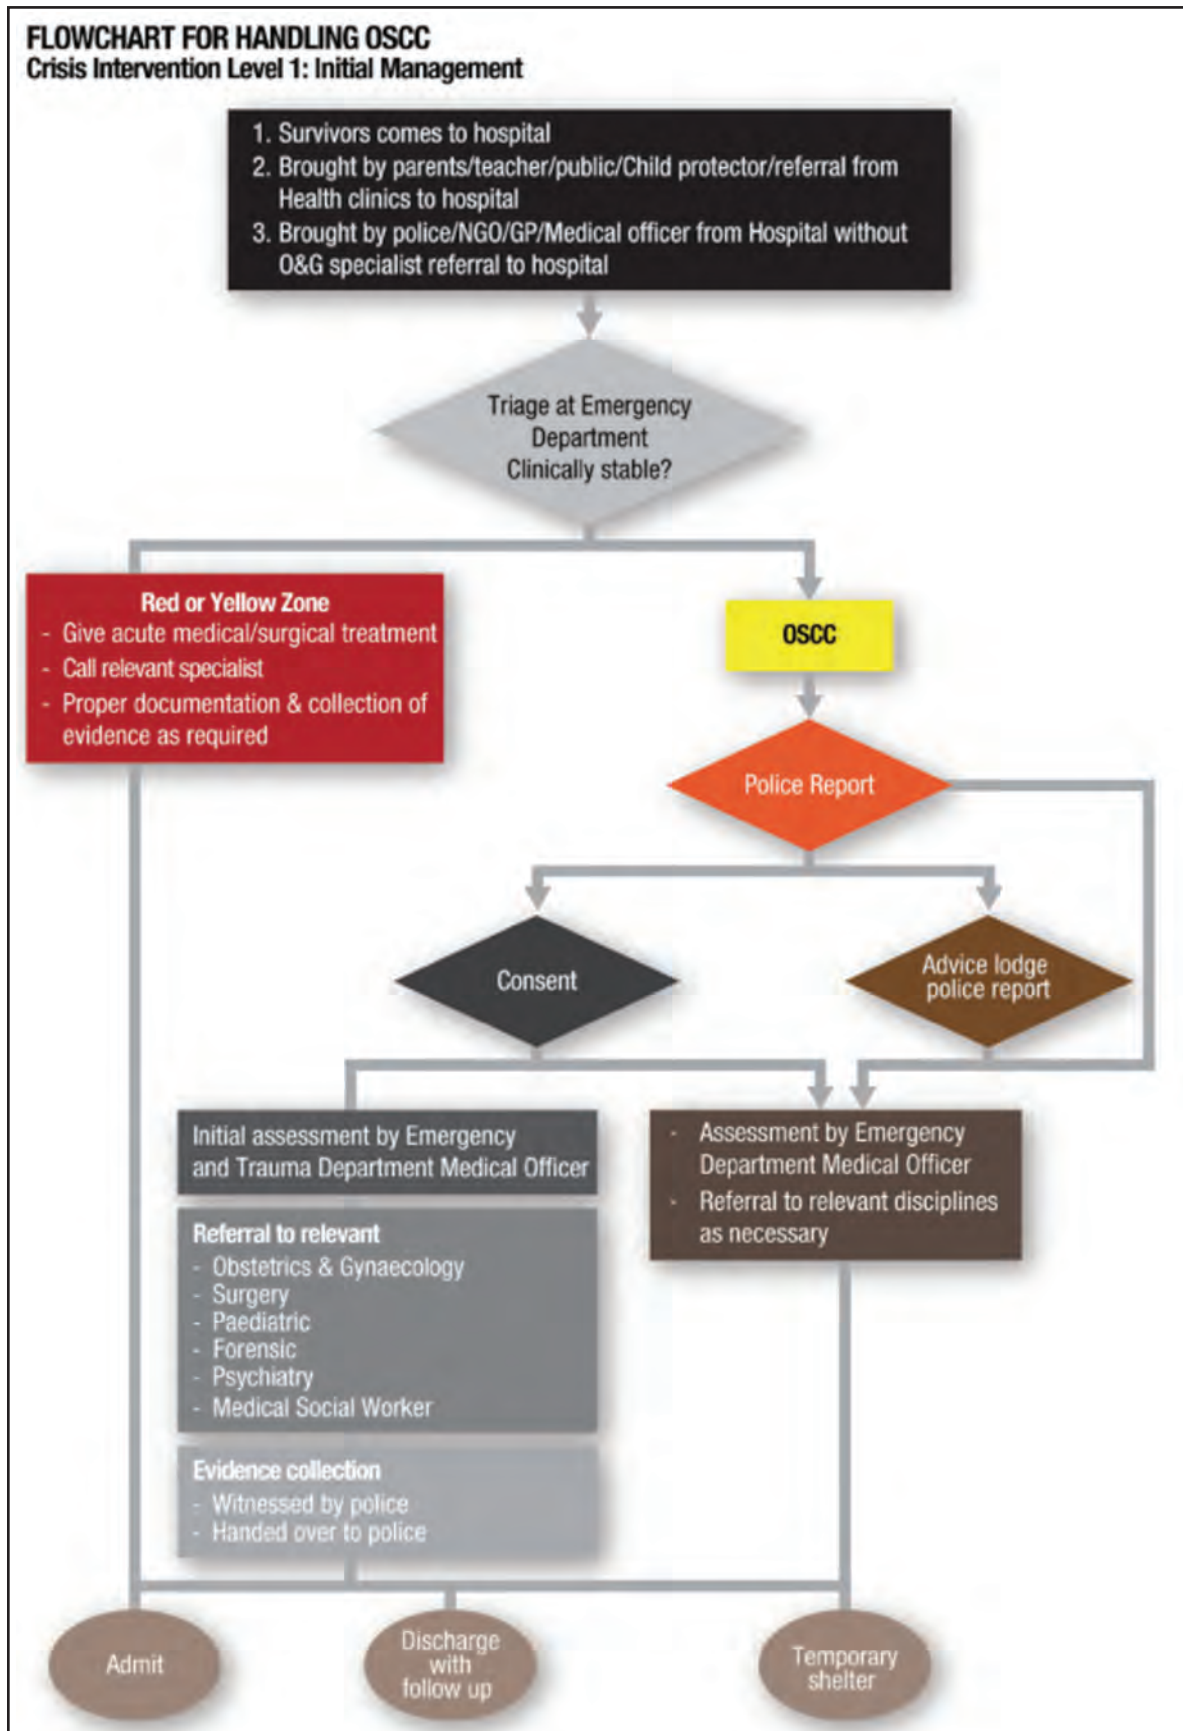 FLOWCHART FOR HANDLING OSCC
Crisis Intervention Level 1: Initial Management
1. Survivors comes to hospital
2. Brought by parents/teacher/public/Child protector/referral from
Health clinics to hospital
3. Brought by police/NGO/GP/Medical officer from Hospital without
O&G specialist referral to hospital
Triage at Emergency
Department
Clinically stable?
Red or Yellow Zone
- Give acute medical/surgical treatment
- Call relevant specialist
- Proper documentation & collection of
evidence as required
OSCC
Police Report
Consent
Advice lodge
police report
Initial assessment by Emergency
and Trauma Department Medical Officer
- Assessment by Emergency
Department Medical Officer
- Referral to relevant disciplines
as necessary
Referral to relevant
- Obstetrics & Gynaecology
- Surgery
- Paediatric
- Forensic
- Psychiatry
- Medical Social Worker
Evidence collection
- Witnessed by police
- Handed over to police
Admit
Discharge
with
follow up
Temporary
shelter